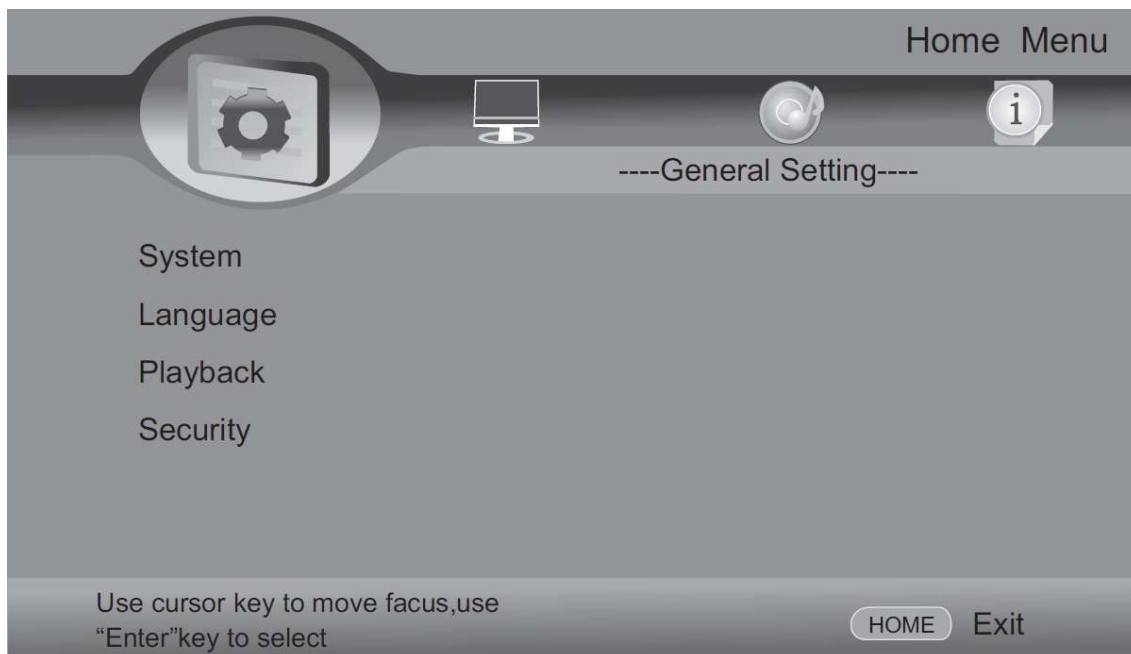 Home Menu
i
----General Setting----
System
Language
Playback
Security
Use cursor key to move facus,use
“Enter”key to select
HOME Exit